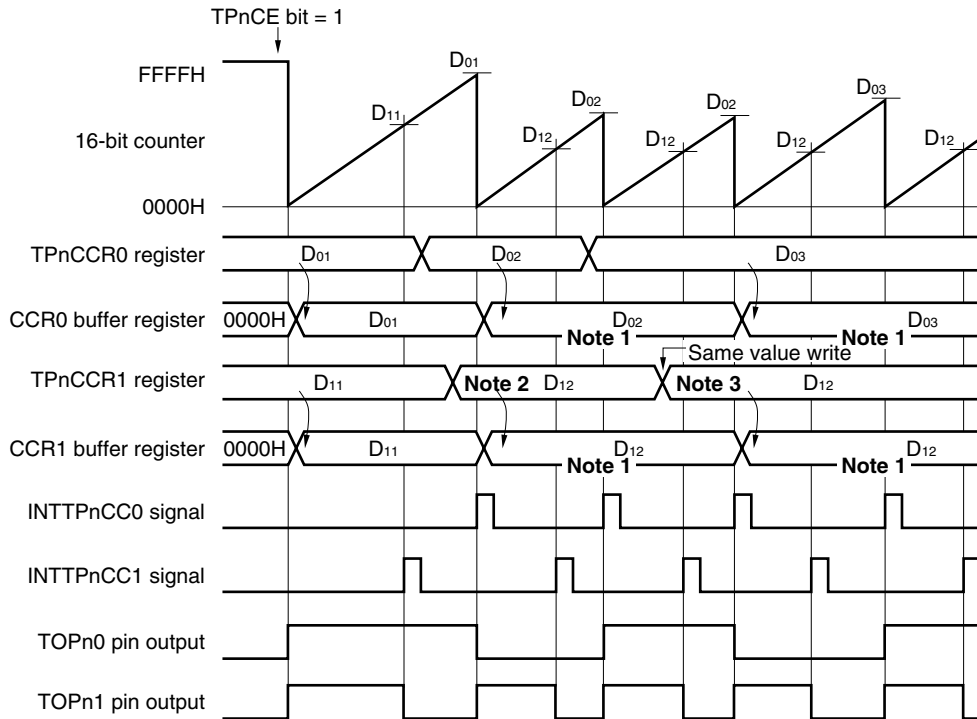 TPnCE bit = 1
FFFFH
16-bit counter
0000H
D01
D11
D02
D12
D02
D12
D03
D12
D12
TPnCCR0 register
D01
D02
D03
CCR0 buffer register
0000H
D01
D02
Note 1
D03
Note 1
Same value write
TPnCCR1 register
D11
Note 2
D12
Note 3
D12
CCR1 buffer register
0000H
D11
D12
Note 1
D12
Note 1
INTTPnCC0 signal
INTTPnCC1 signal
TOPn0 pin output
TOPn1 pin output